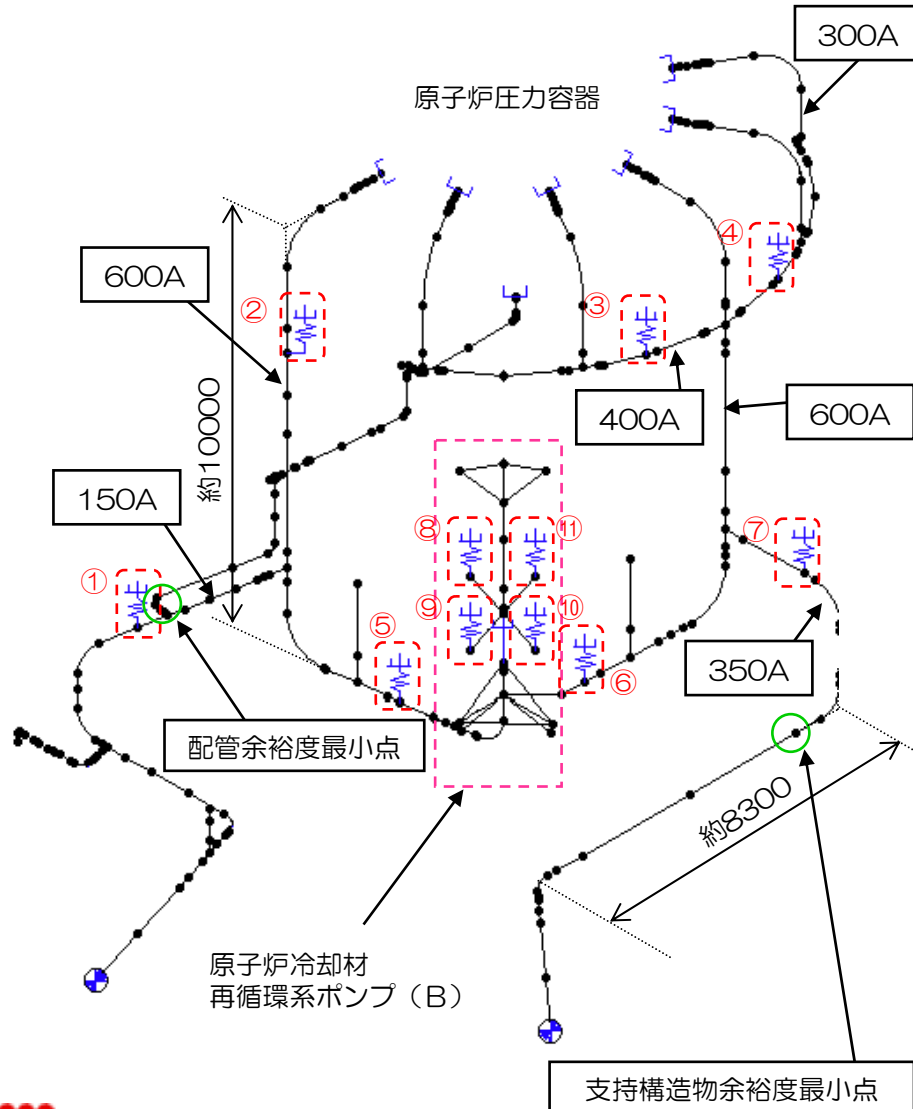 300A
原子炉圧力容器
④
600A
②
③
400A
600A
約10000
150A
⑧
⑪
⑦
①
⑨
⑩
⑤
⑥
350A
配管余裕度最小点
約8300
原子炉冷却材
再循環系ポンプ（B）
支持構造物余裕度最小点